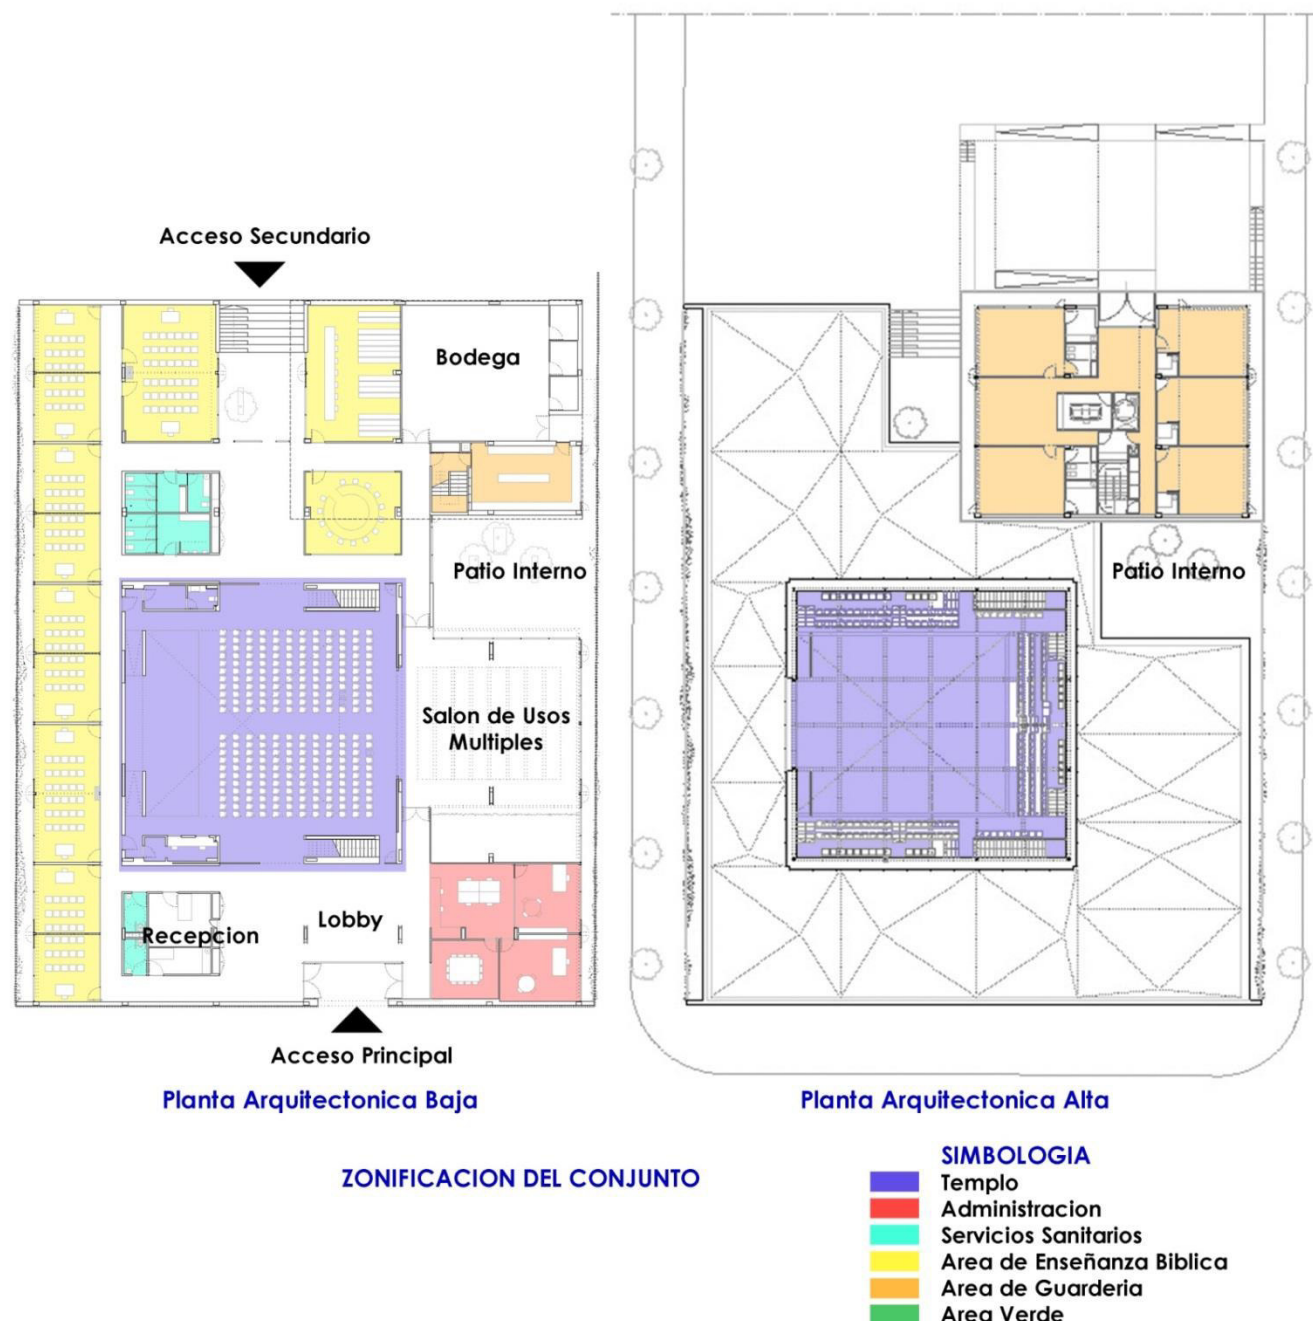 Acceso Secundario
Bodega
Patio Interno
Patio Interno
Salon de Usos
Multiples
Lobby
Recepcion
Acceso Principal
Planta Arquitectonica Baja
Planta Arquitectonica Alta
ZONIFICACION DEL CONJUNTO
SIMBOLOGIA
Templo
Administracion
Servicios Sanitarios
Area de Enseñanza Biblica
Area de Guarderia
Area Verde